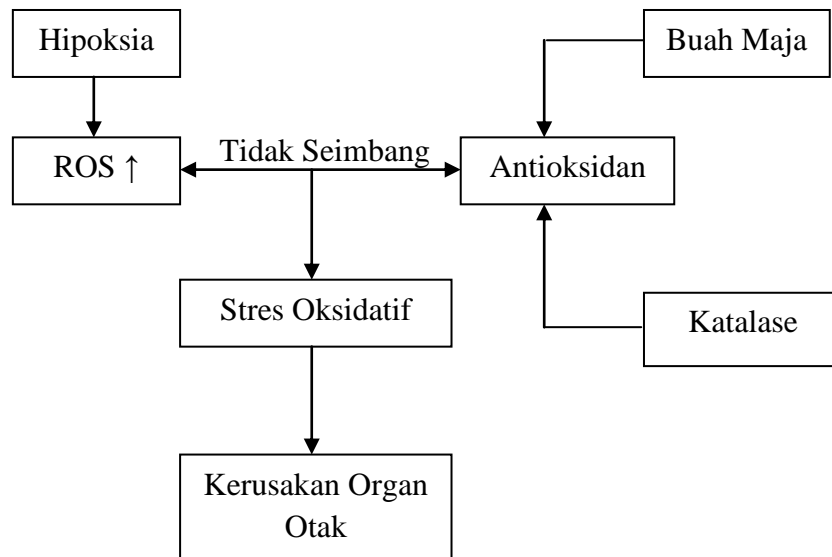 Hipoksia
Buah Maja
ROS ↑
Tidak Seimbang
Antioksidan
Stres Oksidatif
Katalase
Kerusakan Organ
Otak